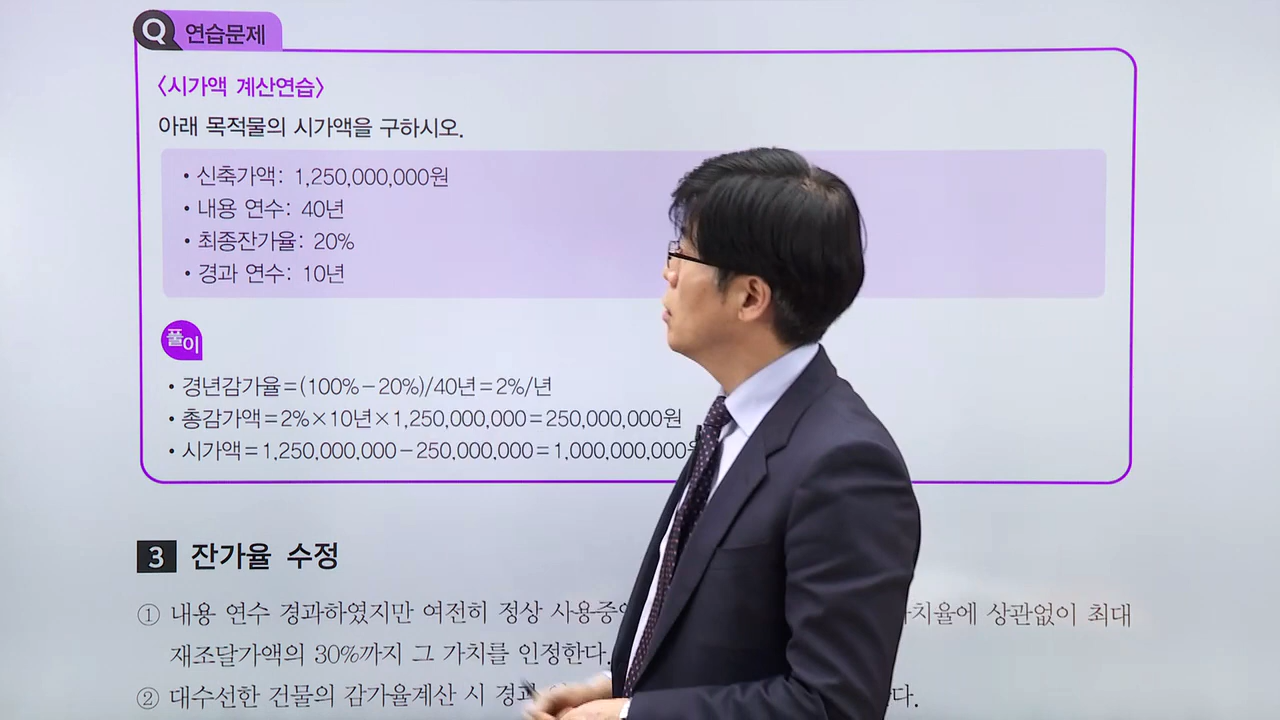 Q 연습문제
〈시가액 계산연습〉
아래 목적물의 시가액을 구하시오.
• 신축가액: 1,250,000,000원
• 내용 연수: 40년
• 최종잔가율: 20%
• 경과 연수: 10년
풀이
• 경년감가율=(100%-20%)/40년=2%/년
• 총감가액=2%×10년×1,250,000,000=250,000,000원
• 시가액=1,250,000,000-250,000,000=1,000,000,000원
3 잔가율 수정
① 내용 연수 경과하였지만 여전히 정상 상관없이 최대
재조달가액의 30%까지 그 가치를 인정한다.
② 대수선한 건물의 감가율계산 시